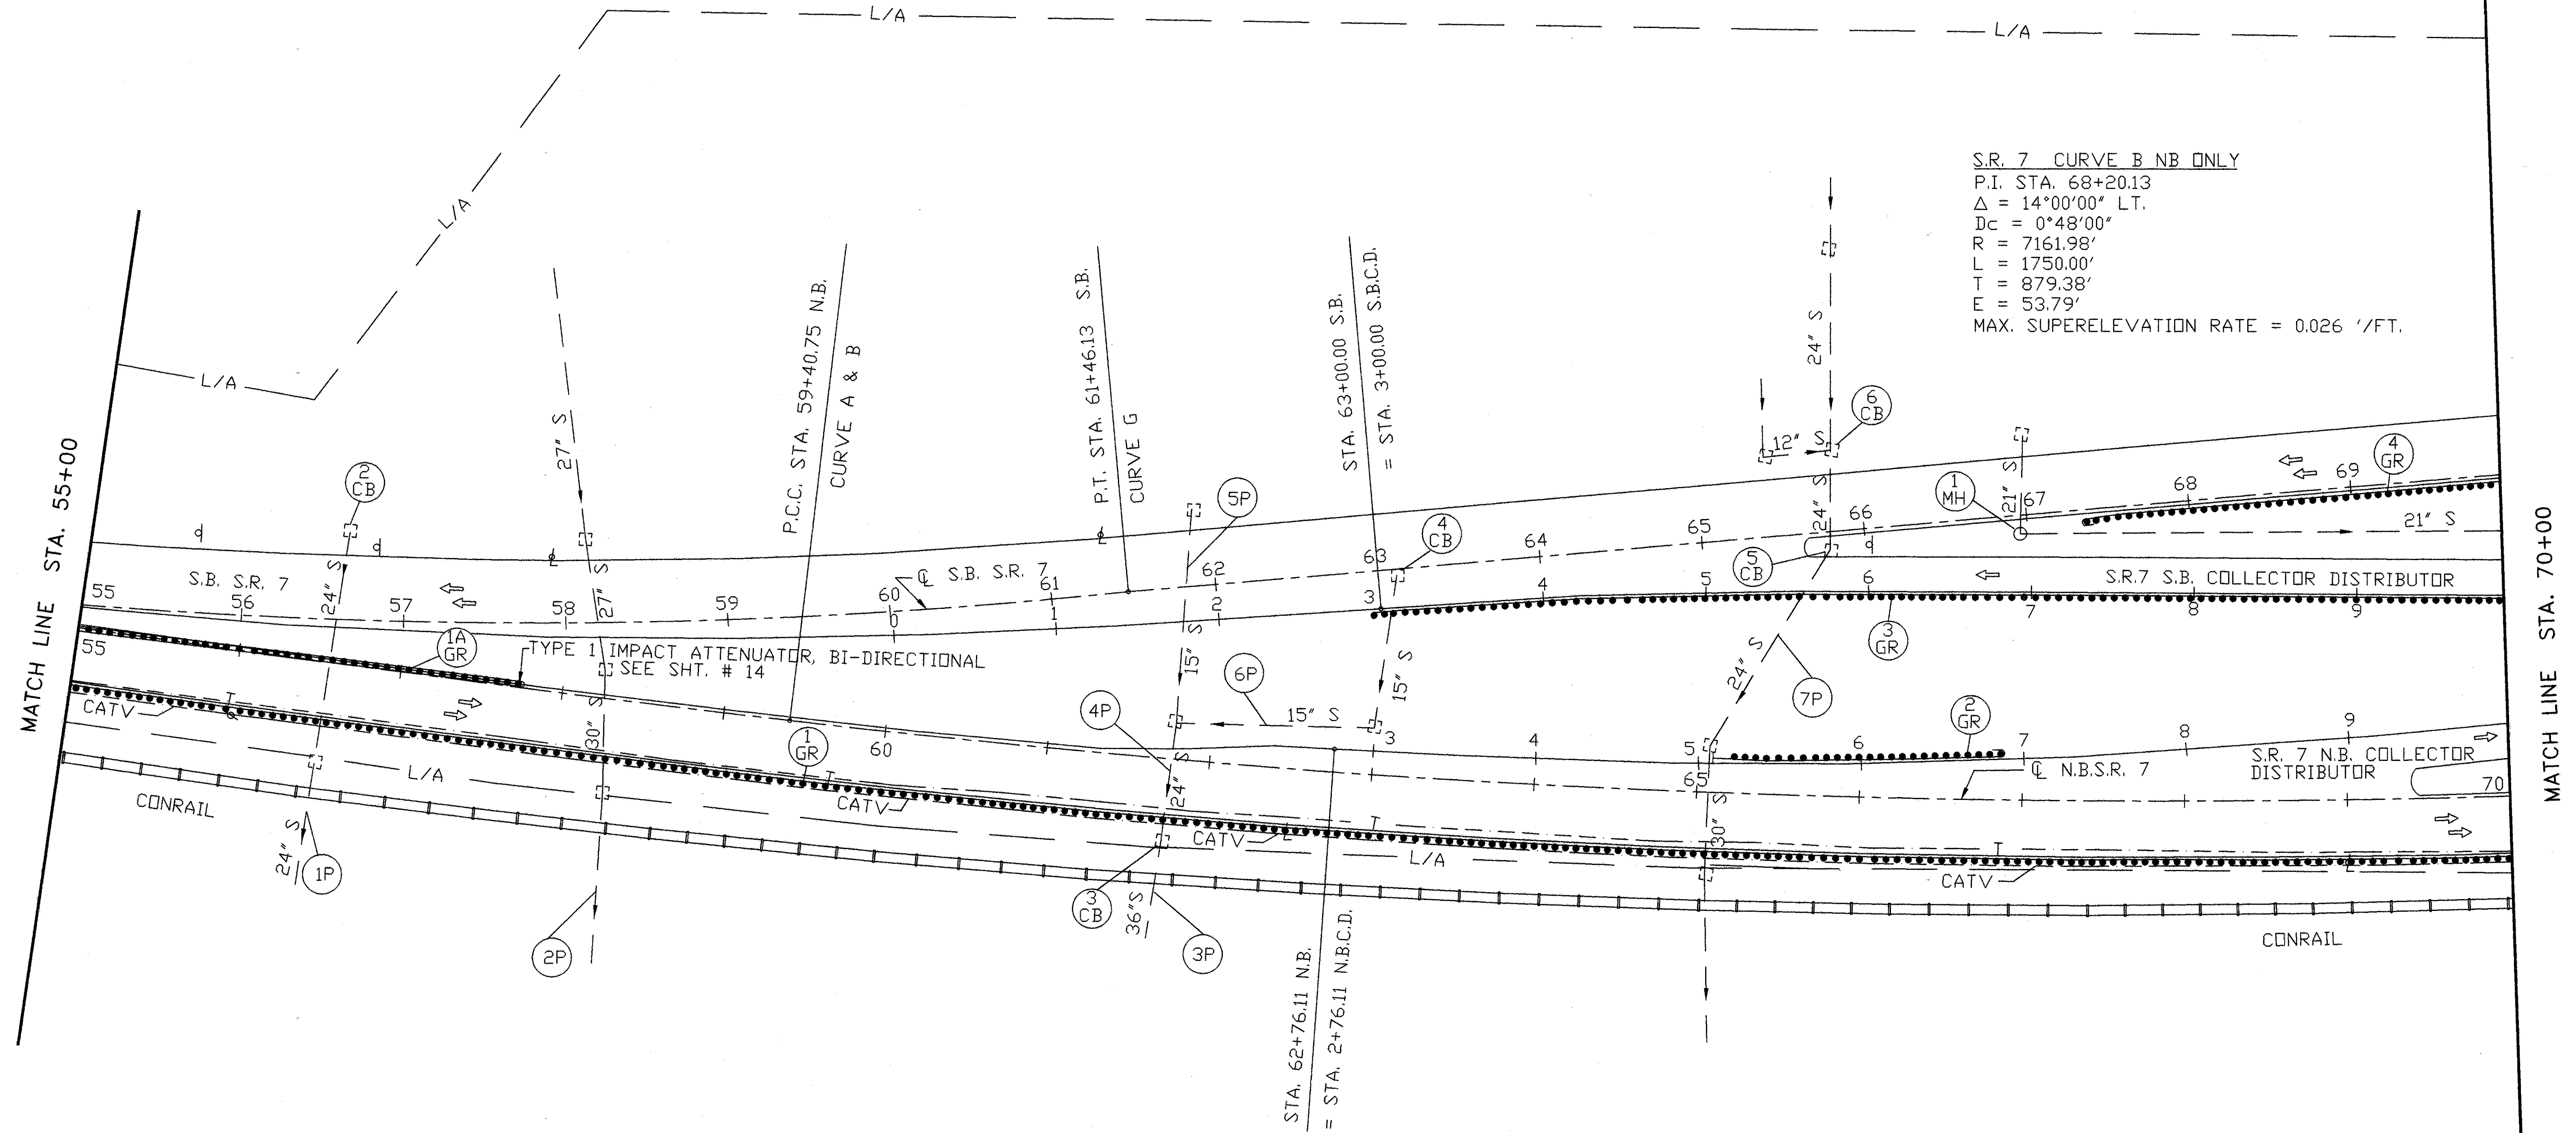 L/A
L/A
L/A
L/A
S.R. 7 CURVE B NB ONLY
P.I. STA. 68+20.13
Δ = 14°00'00" LT.
Dc = 0°48'00"
R = 7161.98'
L = 1750.00'
T = 879.38'
E = 53.79'
MAX. SUPERELEVATION RATE = 0.026 '/FT.
MATCH LINE STA. 55+00
P.C.C. STA. 59+40.75 N.B.
CURVE A & B
P.T. STA. 61+46.13 S.B.
CURVE G
STA. 63+00.00 S.B.
= STA. 3+00.00 S.B.C.D.
24" S
12" S
6
CB
27" S
2
CB
5P
4
CB
1
MH
21" S
4
GR
21" S
24" S
5
CB
24" S
27" S
S.B. S.R. 7
℄ S.B. S.R. 7
S.R.7 S.B. COLLECTOR DISTRIBUTOR
55 56 57 58 59 60 61 62 63 64 65 66 67 68 69
0 1 2 3 4 5 6 7 8 9
1A
GR
TYPE 1 IMPACT ATTENUATOR, BI-DIRECTIONAL
SEE SHT. # 14
3
GR
15" S
15" S
24" S
6P
7P
4P
15" S
2
GR
55
60
3 4 5 6 7 8 9
65
70
T
CATV
30" S
1
GR
T
CATV
24" S
CATV
T
℄ N.B.S.R. 7
S.R. 7 N.B. COLLECTOR
DISTRIBUTOR
30" S
T
CATV
L/A
L/A
CONRAIL
24" S
1P
2P
3
CB
36" S
3P
CONRAIL
STA. 62+76.11 N.B.
= STA. 2+76.11 N.B.C.D.
MATCH LINE STA. 70+00